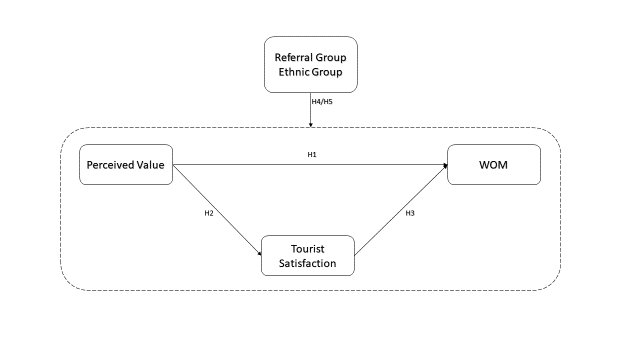 Referral Group
Ethnic Group
H4/H5
H1
Perceived Value
WOM
H2
H3
Tourist
Satisfaction